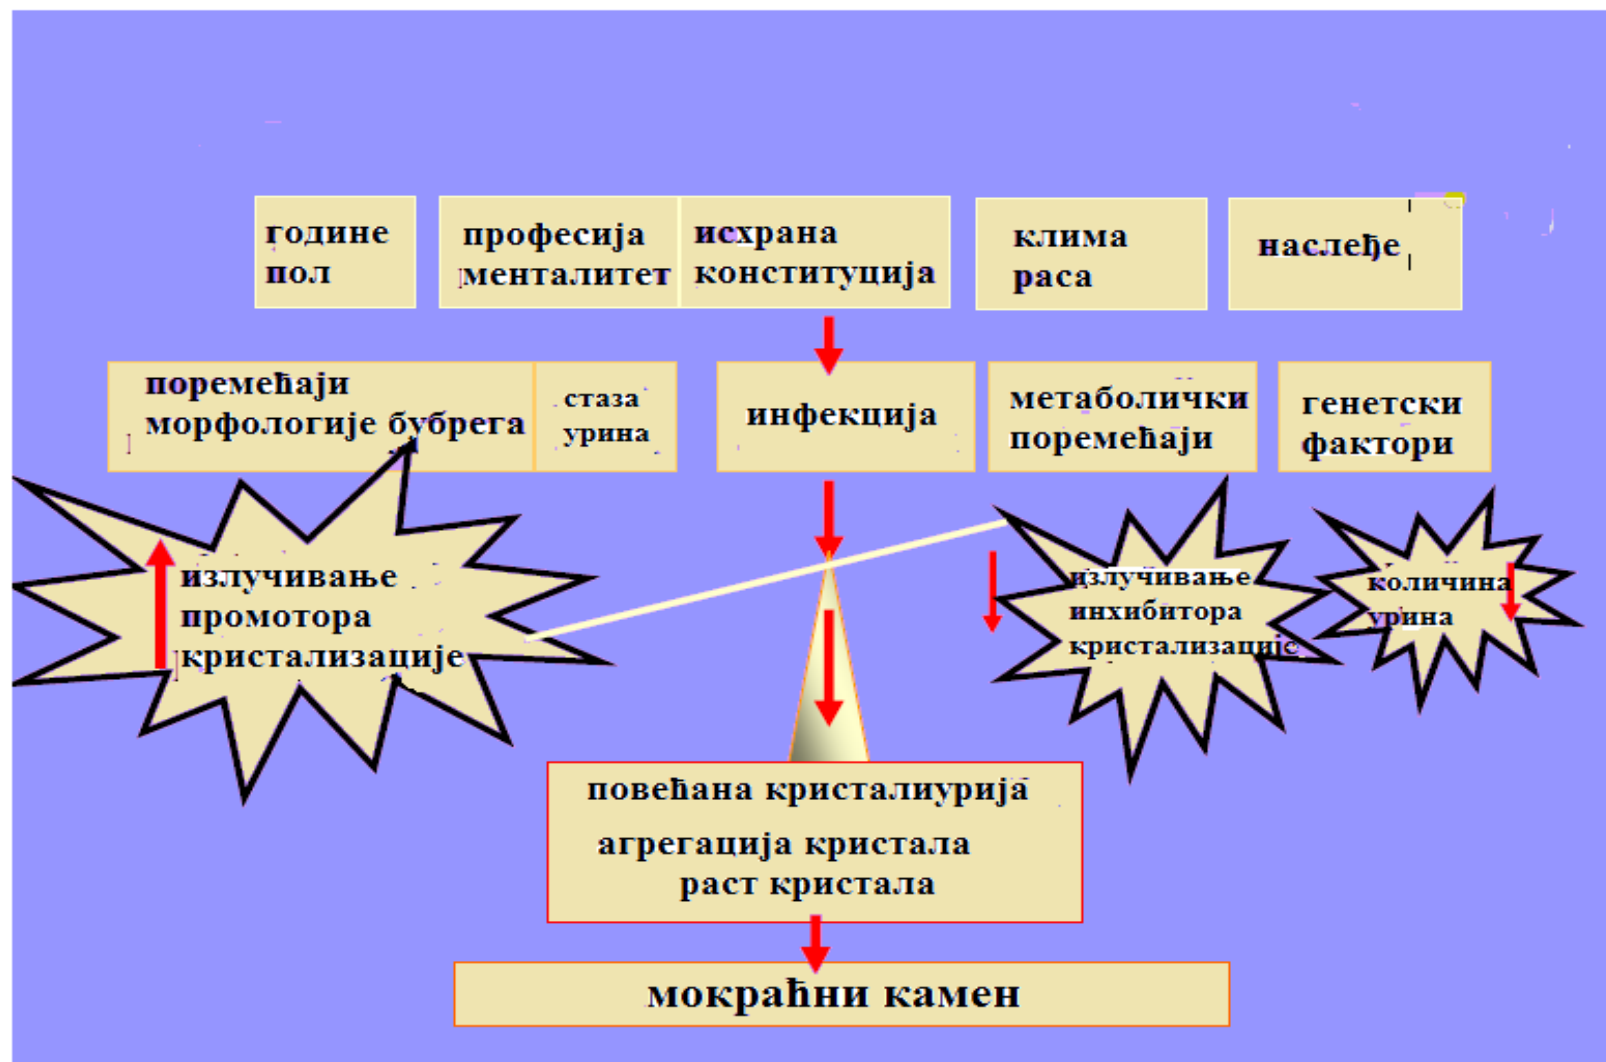 године
пол
професија
менталитет
исхрана
конституција
клима
раса
наслеђе
поремећаји
морфологије бубрега
стаза
урина
инфекција
метаболички
поремећаји
генетски
фактори
излучивање
промотора
кристализације
излучивање
инхибитора
кристализације
количина
урина
повећана кристалиурија
агрегација кристала
раст кристала
мокраћни камен